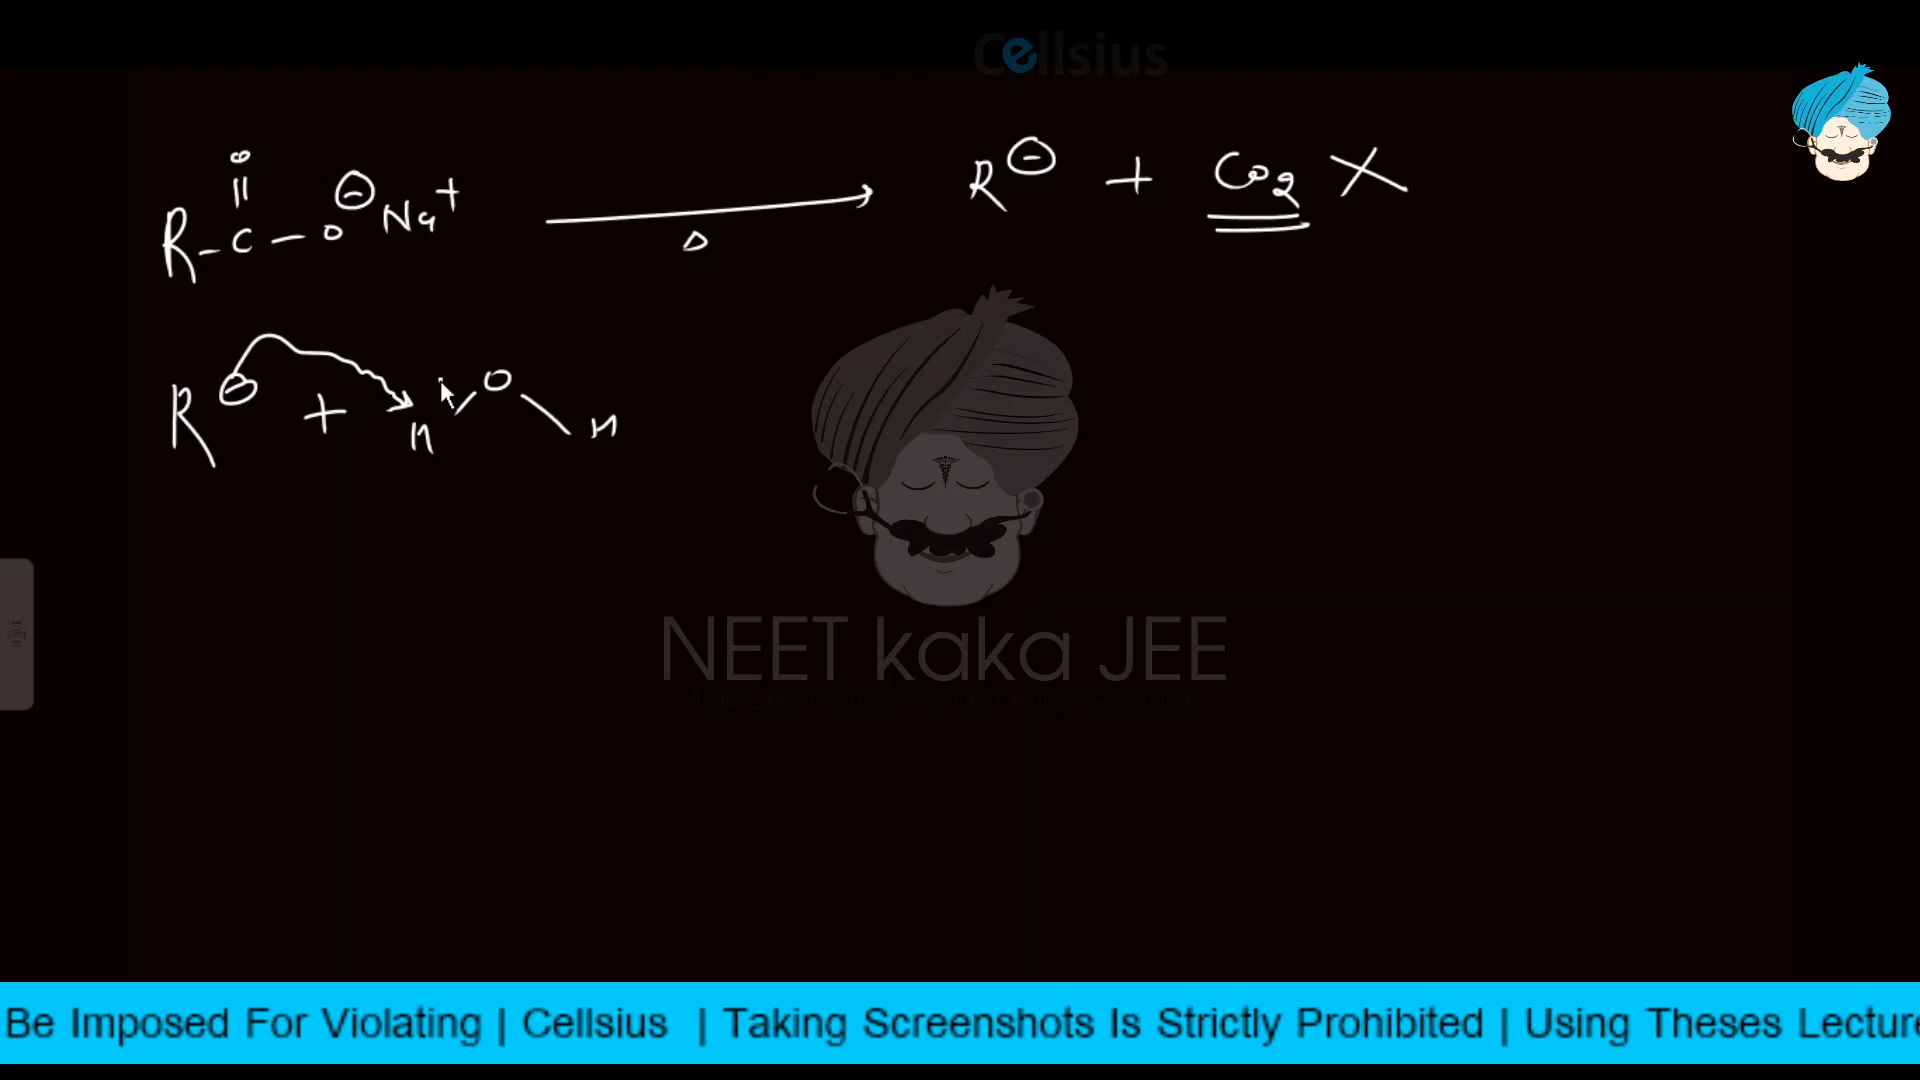 Cellsius
O
||
R-C-O⊖Na+ ⟶ R⊖ + CO2 X
Δ
R⊖ + H O H
NEET kaka JEE
Be Imposed For Violating | Cellsius | Taking Screenshots Is Strictly Prohibited | Using Theses Lecture